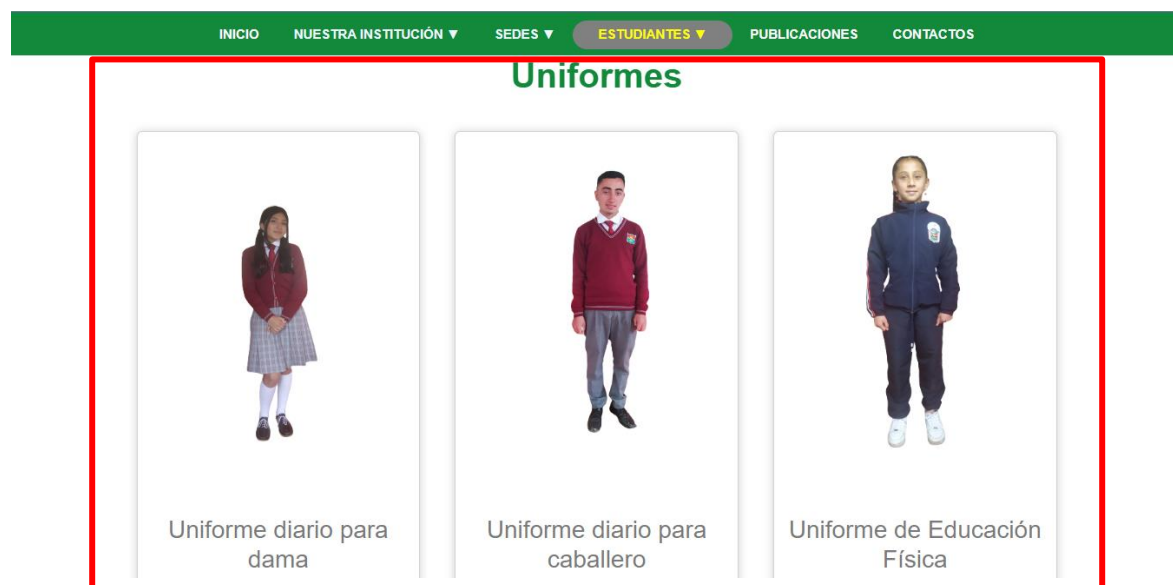 INICIO NUESTRA INSTITUCIÓN ▼ SEDES ▼ ESTUDIANTES ▼ PUBLICACIONES CONTACTOS
Uniformes
Uniforme diario para
dama
Uniforme diario para
caballero
Uniforme de Educación
Física